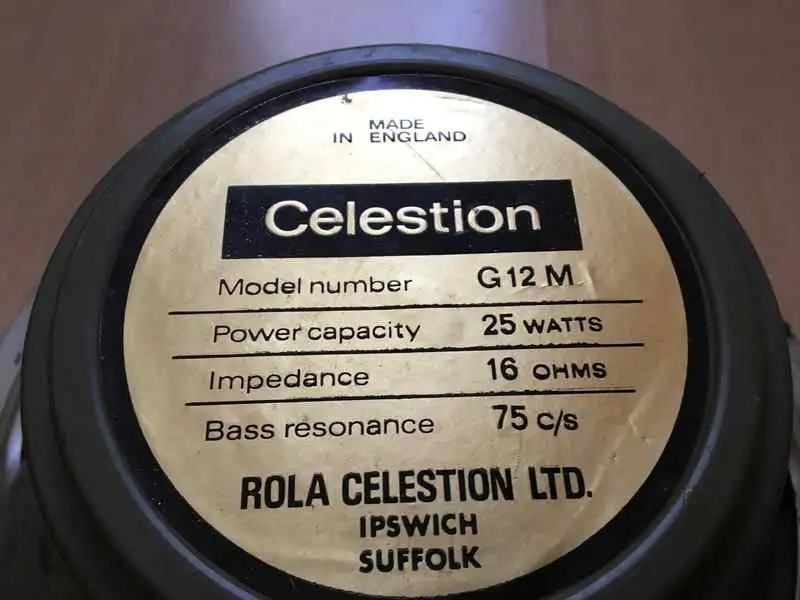 MADE
IN ENGLAND
Celestion
Model number G12M
Power capacity 25 WATTS
Impedance 16 OHMS
Bass resonance 75 C/S
ROLA CELESTION LTD.
IPSWICH
SUFFOLK